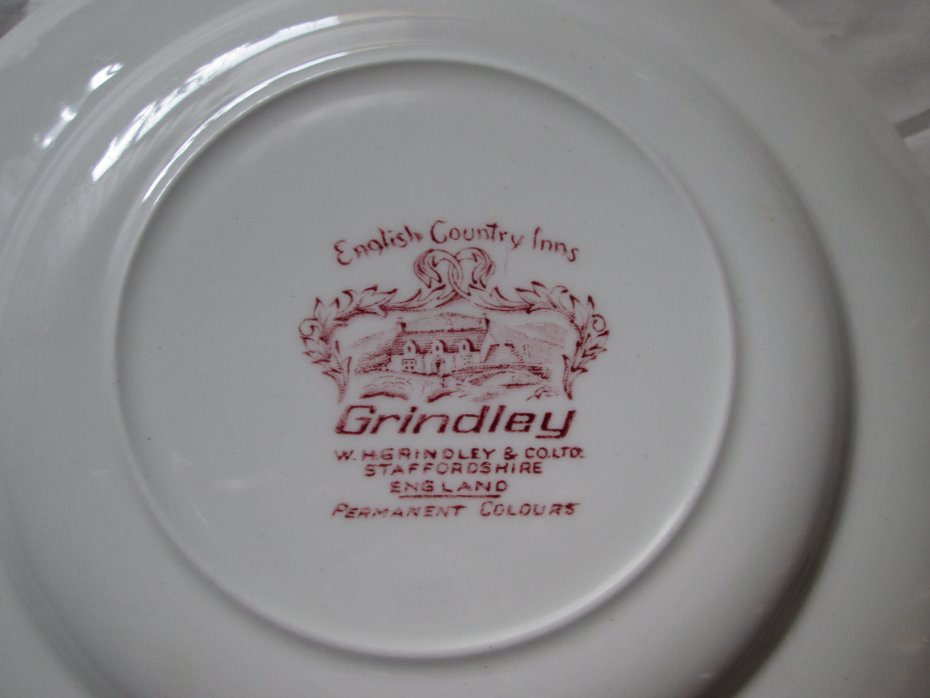 English Country Inns
Grindley
W.H.GRINDLEY & CO.LTD.
STAFFORDSHIRE
ENGLAND
PERMANENT COLOURS